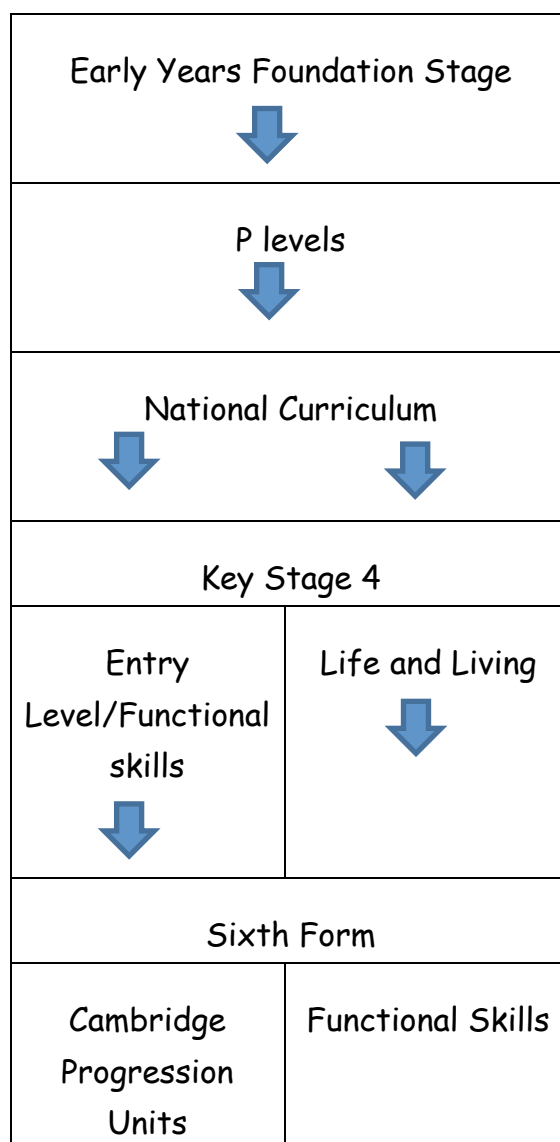 Early Years Foundation Stage
P levels
National Curriculum
Key Stage 4
Entry
Level/Functional
skills
Life and Living
Sixth Form
Cambridge
Progression
Units
Functional Skills